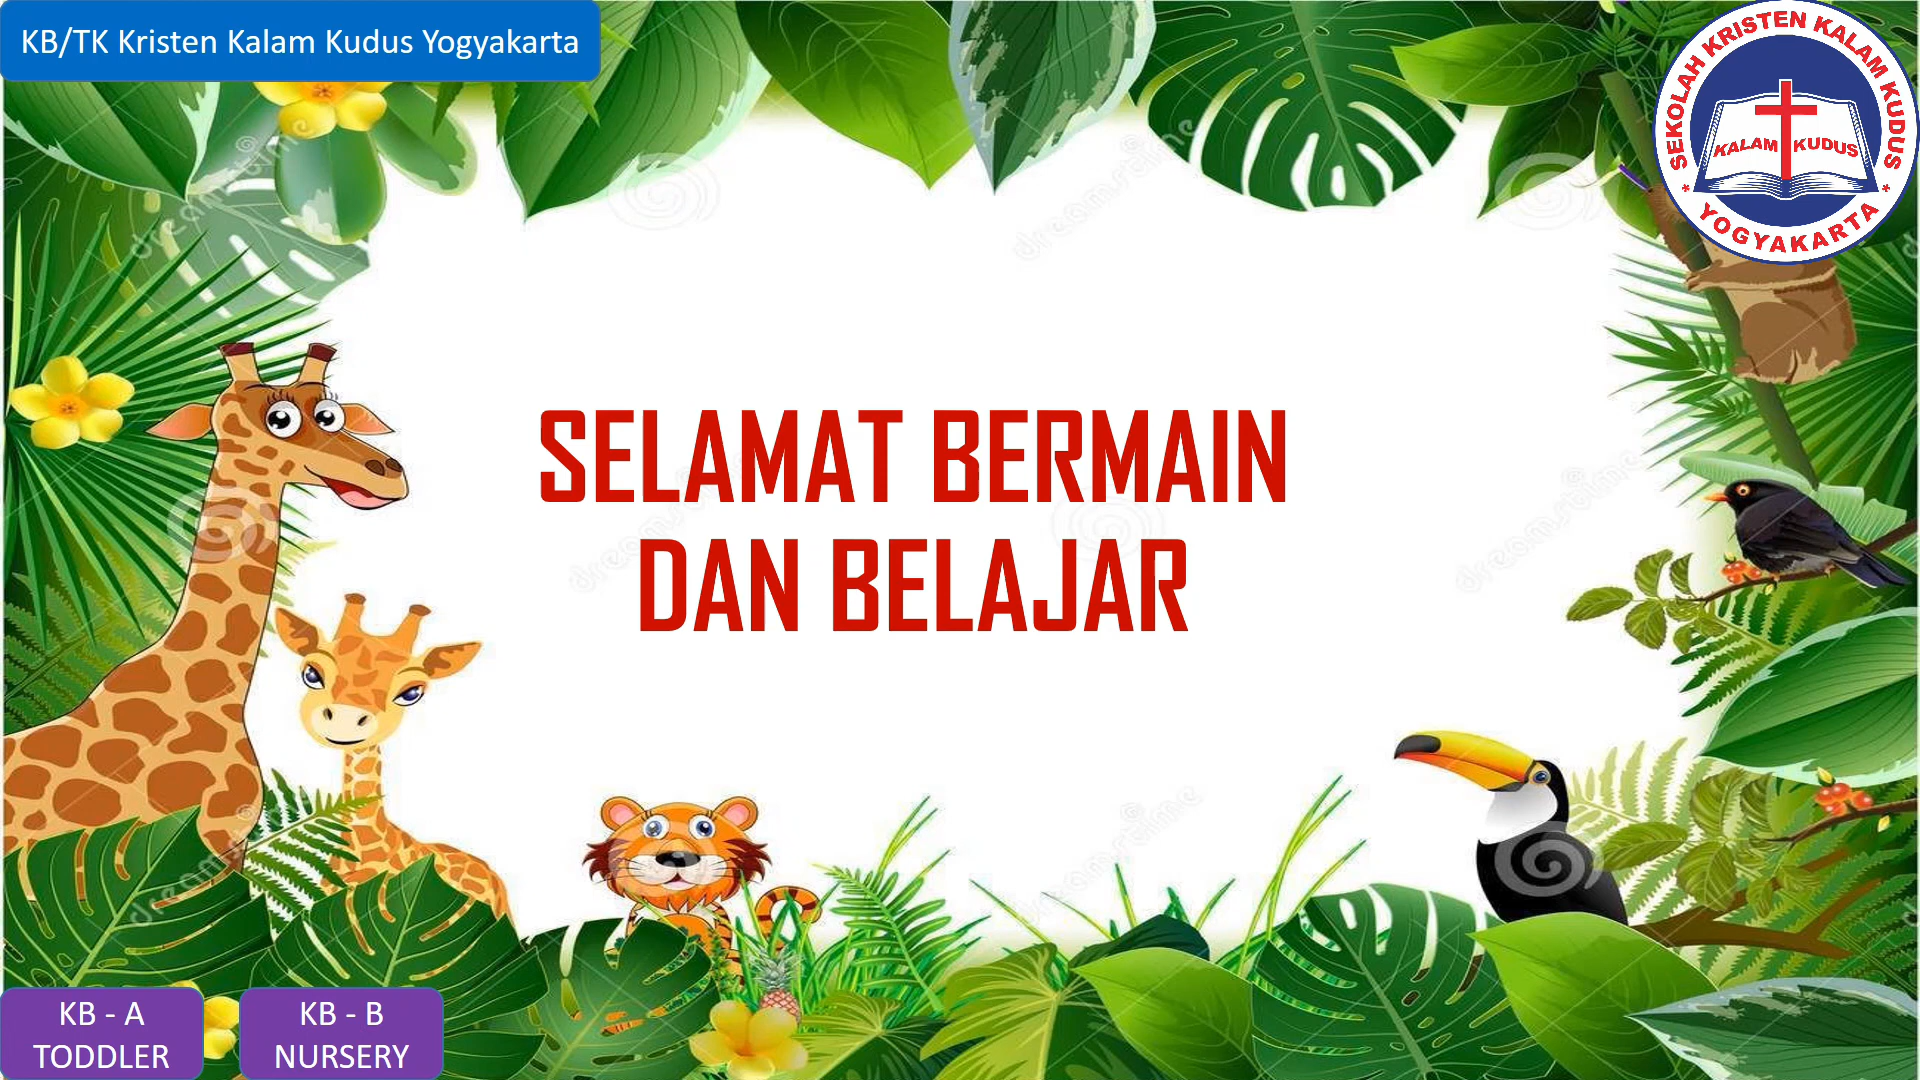 KB/TK Kristen Kalam Kudus Yogyakarta
SEKOLAH KRISTEN KALAM KUDUS
KALAM KUDUS
* YOGYAKARTA *
SELAMAT BERMAIN
DAN BELAJAR
dreamstime
KB - A
TODDLER
KB - B
NURSERY